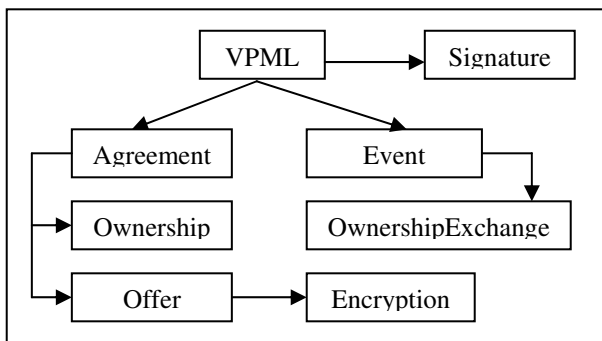 VPML
Signature
Agreement
Event
Ownership
OwnershipExchange
Offer
Encryption